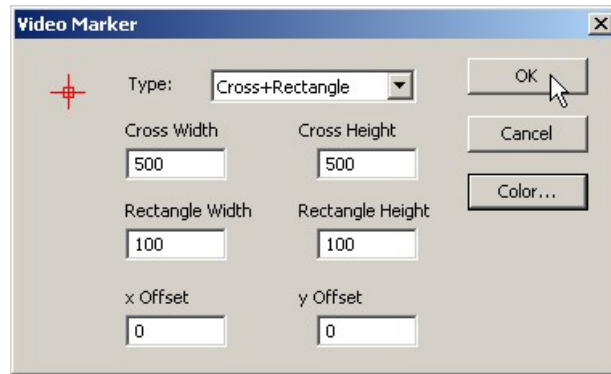 Video Marker
Type: Cross+Rectangle OK
Cross Width Cross Height Cancel
500 500
Rectangle Width Rectangle Height Color...
100 100
x Offset y Offset
0 0